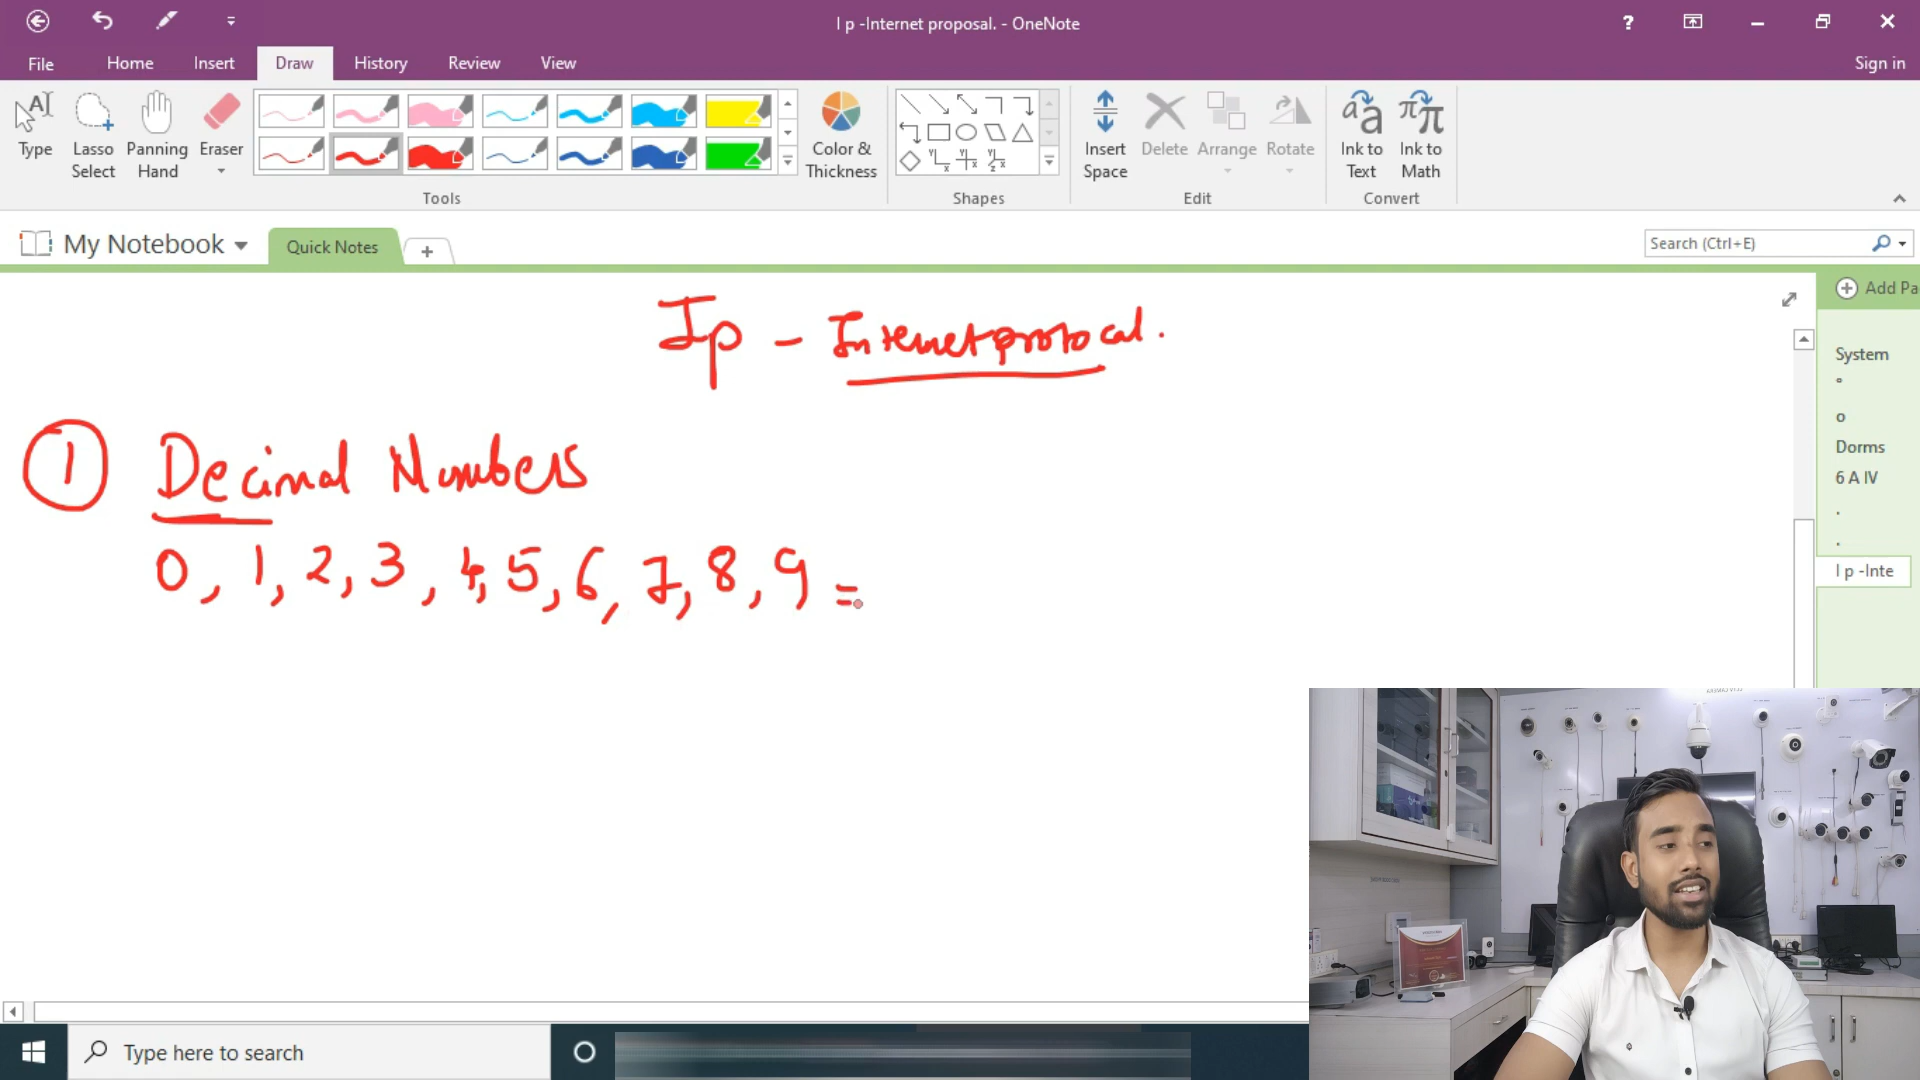 I p -Internet proposal. - OneNote
File Home Insert Draw History Review View Sign in
Type Lasso Select Panning Hand Eraser Color & Thickness Insert Space Delete Arrange Rotate Ink to Text Ink to Math
Tools Shapes Edit Convert
My Notebook Quick Notes Search (Ctrl+E)
Add Pa
Ip - Internet protocal.
System
o
Dorms
6 A IV
I p -Inte
① Decimal Numbers
0, 1, 2, 3, 4, 5, 6, 7, 8, 9 =
Type here to search